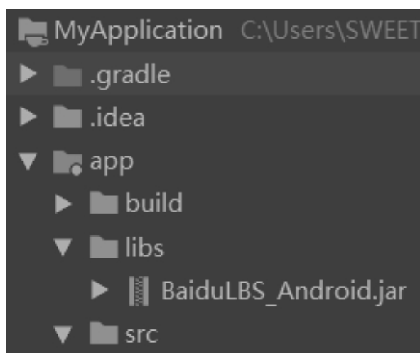 MyApplication C:\Users\SWEET
.gradle
.idea
app
build
libs
BaiduLBS_Android.jar
src